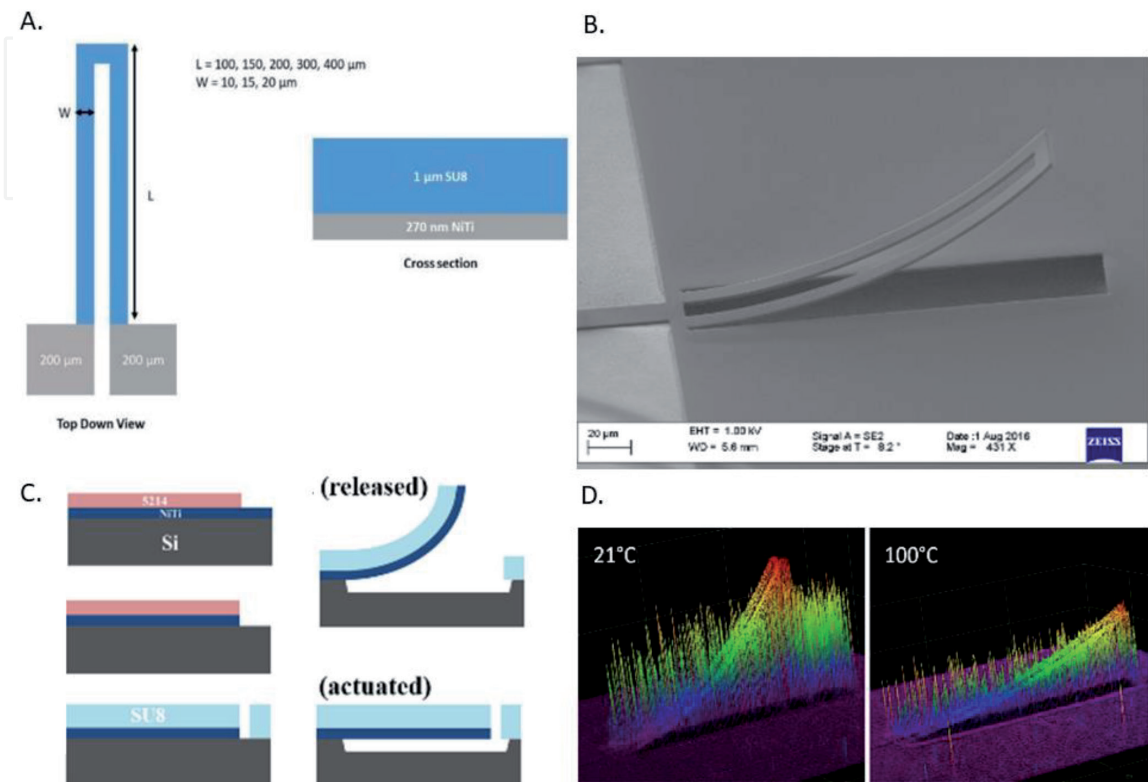 A.
L = 100, 150, 200, 300, 400 µm
W = 10, 15, 20 µm
W
L
1 µm SU8
270 nm NiTi
Cross section
200 µm
200 µm
Top Down View
B.
20 µm
EHT = 1.00 kV
WD = 5.6 mm
Signal A = SE2
Stage at T = 8.2 °
Date :1 Aug 2016
Mag = 431 X
ZEISS
C.
5214
NiTi
Si
SU8
(released)
(actuated)
D.
21°C
100°C